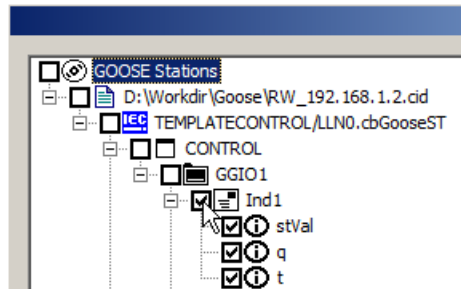 GOOSE Stations
D:\Workdir\Goose\RW_192.168.1.2.cid
IEC TEMPLATECONTROL/LLN0.cbGooseST
CONTROL
GGIO1
Ind1
stVal
q
t